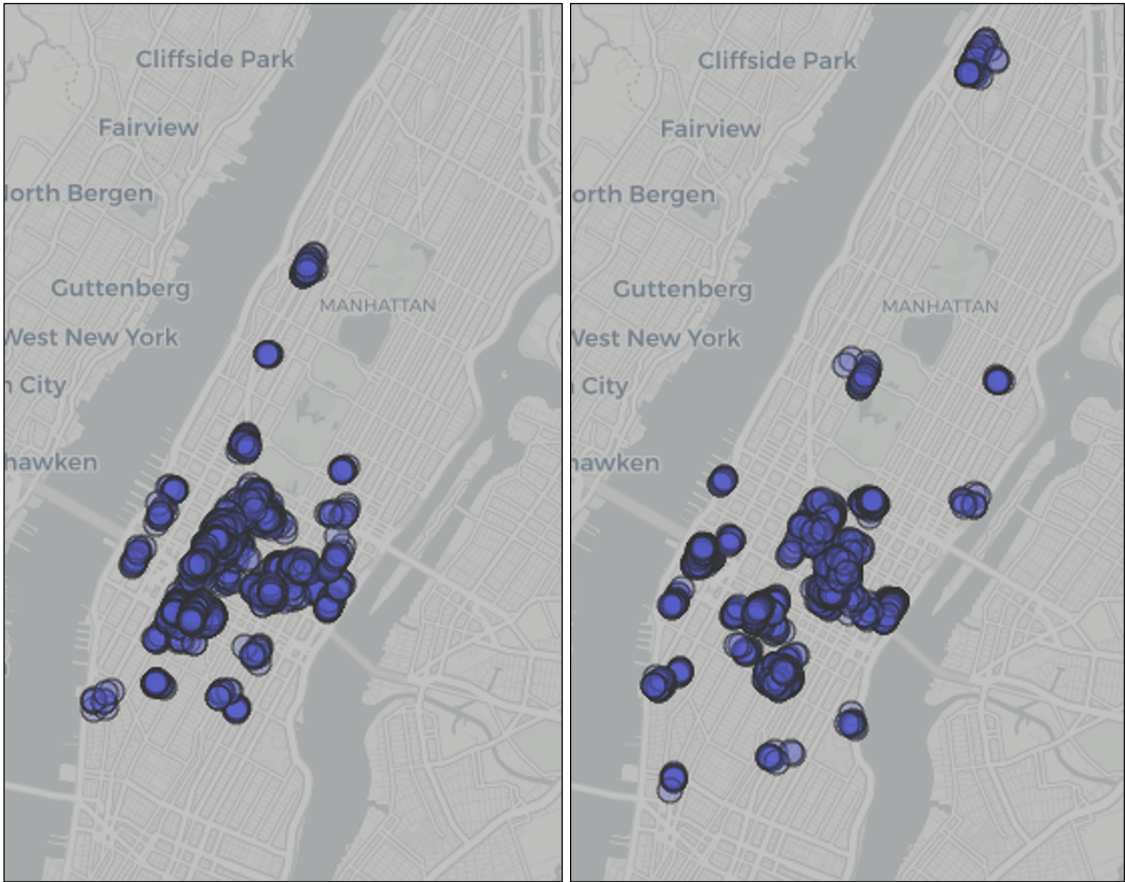 Cliffside Park
Fairview
North Bergen
Guttenberg
MANHATTAN
West New York
n City
hawken
Cliffside Park
Fairview
orth Bergen
Guttenberg
MANHATTAN
West New York
City
hawken